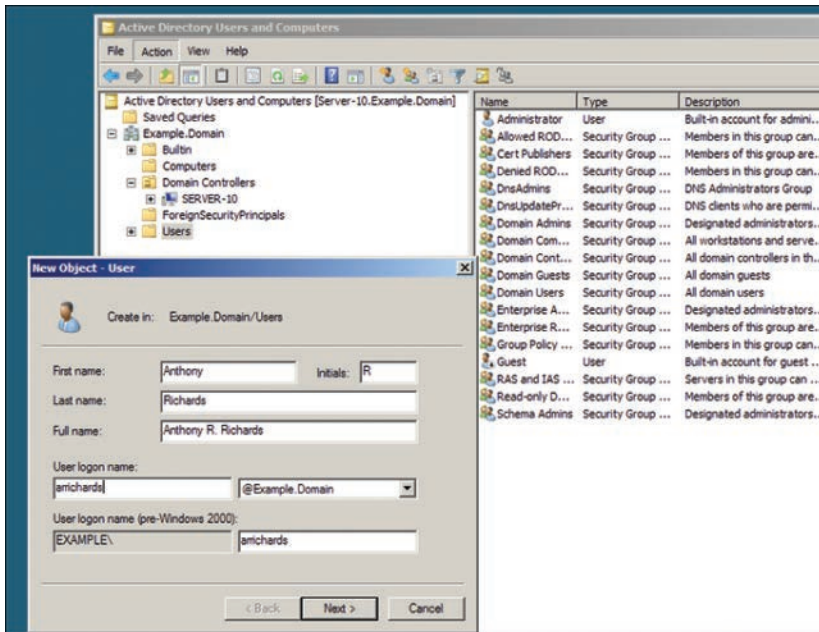 Active Directory Users and Computers
File Action View Help
Active Directory Users and Computers [Server-10.Example.Domain]
Saved Queries
Example.Domain
Builtin
Computers
Domain Controllers
SERVER-10
ForeignSecurityPrincipals
Users
Name Type Description
Administrator User Built-in account for admini...
Allowed ROD... Security Group ... Members in this group can...
Cert Publishers Security Group ... Members of this group are...
Denied ROD... Security Group ... Members in this group can...
DnsAdmins Security Group ... DNS Administrators Group
DnsUpdatePr... Security Group ... DNS clients who are permi...
Domain Admins Security Group ... Designated administrators...
Domain Com... Security Group ... All workstations and serve...
Domain Cont... Security Group ... All domain controllers in th...
Domain Guests Security Group ... All domain guests
Domain Users Security Group ... All domain users
Enterprise A... Security Group ... Designated administrators...
Enterprise R... Security Group ... Members of this group are...
Group Policy ... Security Group ... Members in this group can...
Guest User Built-in account for guest ...
RAS and IAS ... Security Group ... Servers in this group can ...
Read-only D... Security Group ... Members of this group are...
Schema Admins Security Group ... Designated administrators...
New Object - User
Create in: Example.Domain/Users
First name: Anthony Initials: R
Last name: Richards
Full name: Anthony R. Richards
User logon name:
arrichards @Example.Domain
User logon name (pre-Windows 2000):
EXAMPLE\ arrichards
< Back Next > Cancel